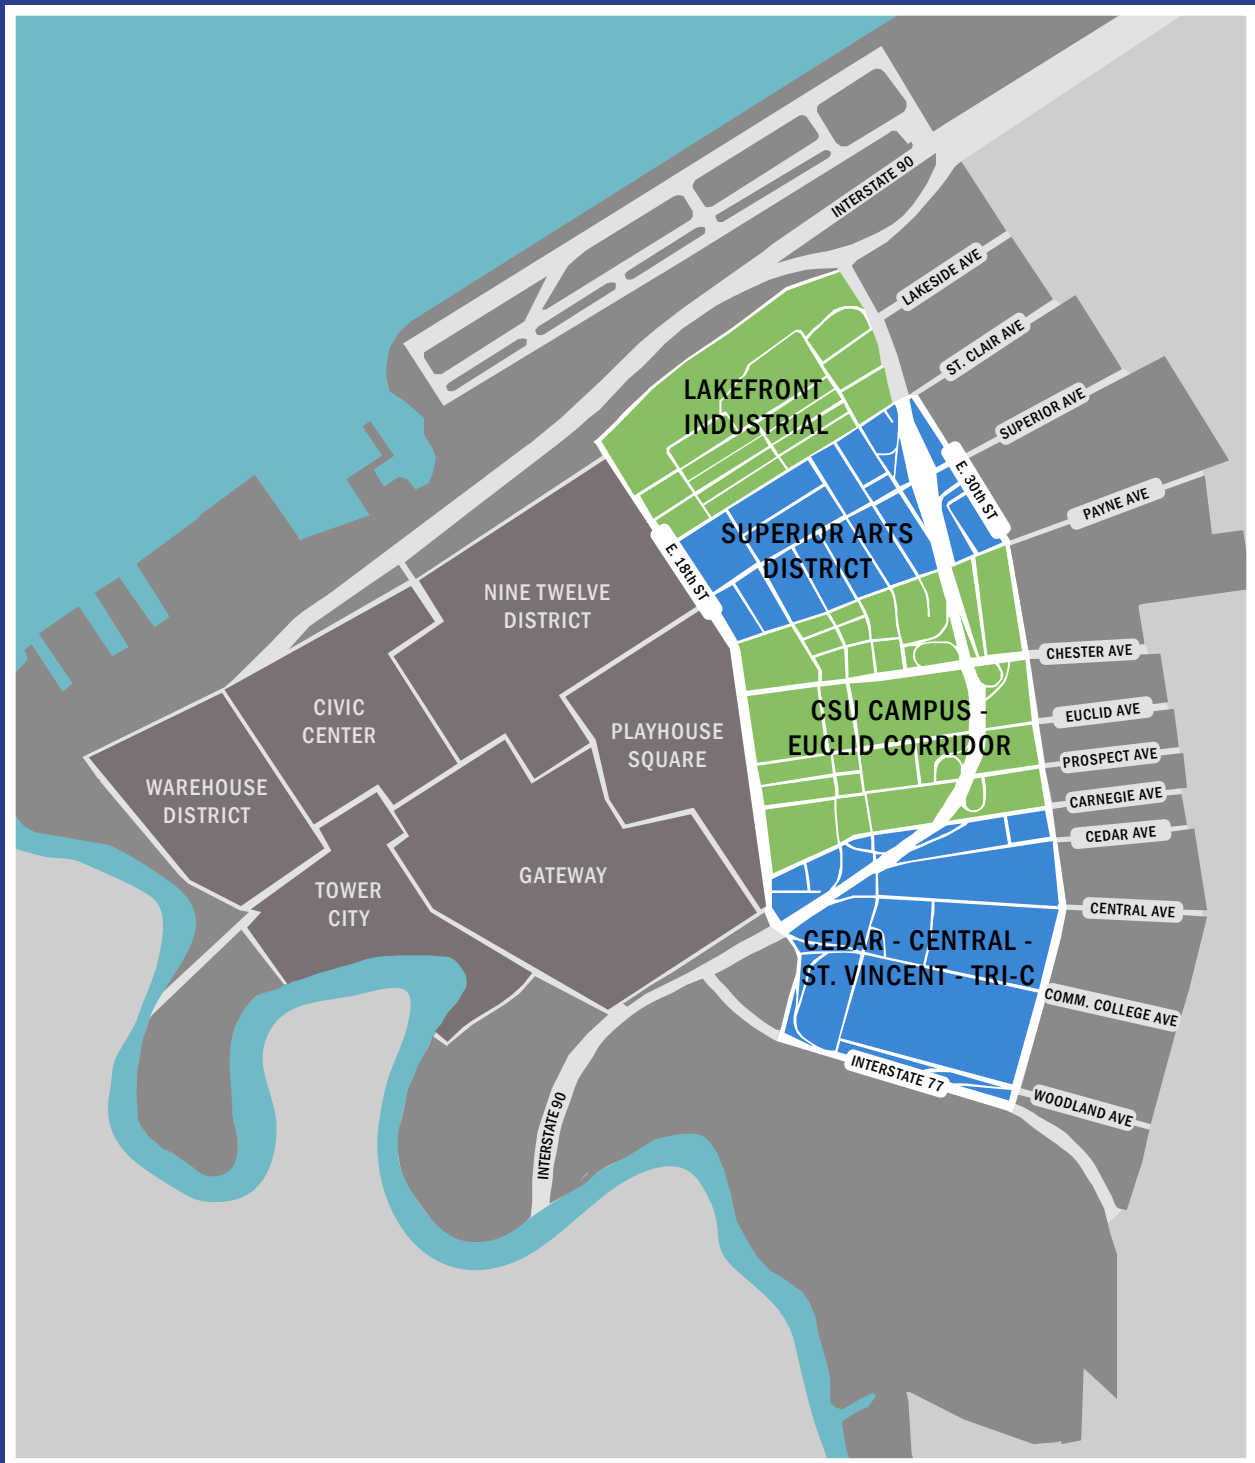 INTERSTATE 90
LAKESIDE AVE
ST. CLAIR AVE
LAKEFRONT
INDUSTRIAL
SUPERIOR AVE
E. 30th ST
PAYNE AVE
SUPERIOR ARTS
DISTRICT
E. 18th ST
NINE TWELVE
DISTRICT
CHESTER AVE
CIVIC
CENTER
PLAYHOUSE
SQUARE
CSU CAMPUS -
EUCLID CORRIDOR
EUCLID AVE
PROSPECT AVE
WAREHOUSE
DISTRICT
CARNEGIE AVE
CEDAR AVE
GATEWAY
TOWER
CITY
CENTRAL AVE
CEDAR - CENTRAL -
ST. VINCENT - TRI-C
COMM. COLLEGE AVE
INTERSTATE 77
WOODLAND AVE
INTERSTATE 90